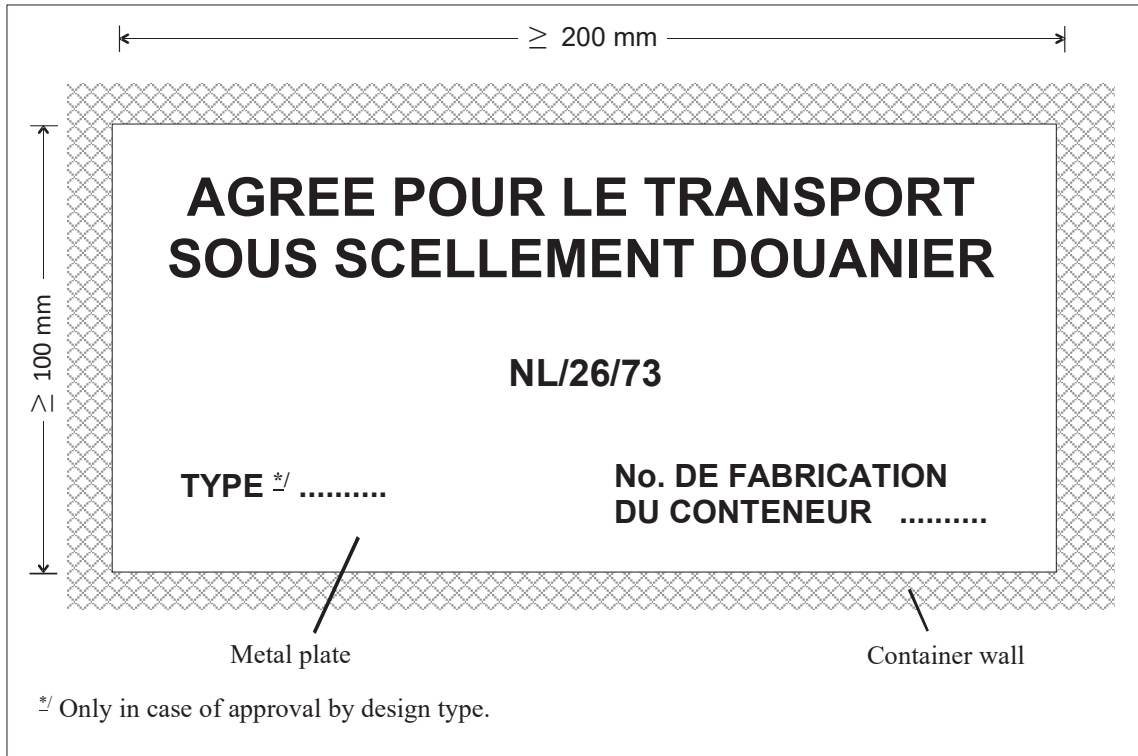 ≥ 200 mm
≥ 100 mm
AGREE POUR LE TRANSPORT
SOUS SCELLEMENT DOUANIER
NL/26/73
TYPE */ ..........
No. DE FABRICATION
DU CONTENEUR ..........
Metal plate
Container wall
*/ Only in case of approval by design type.